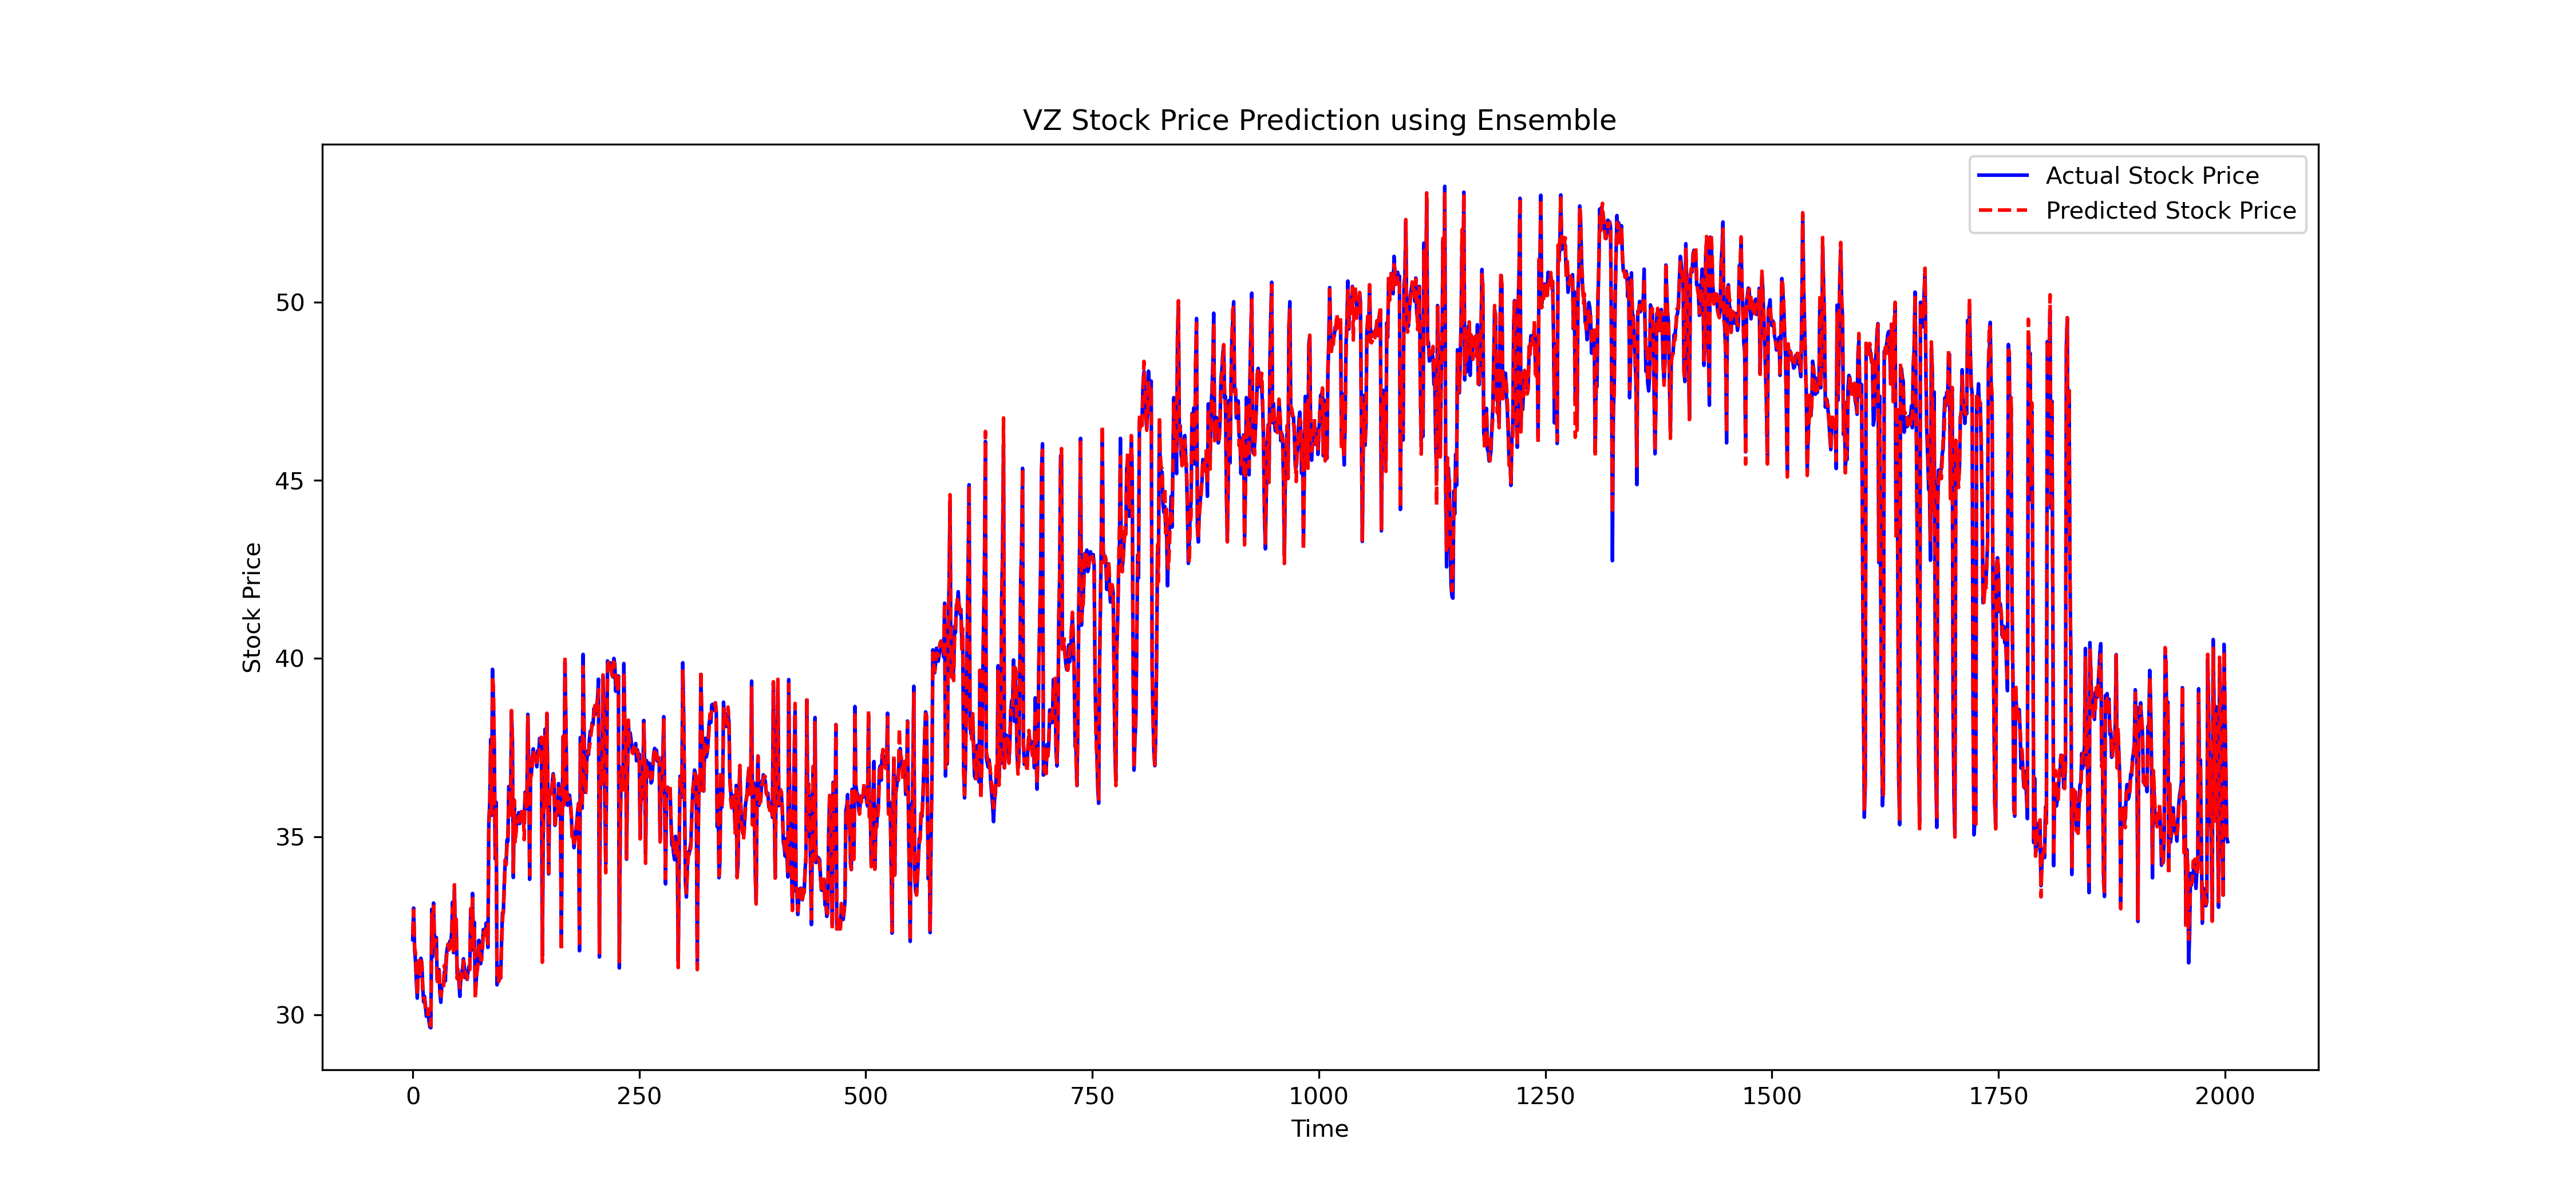 VZ Stock Price Prediction using Ensemble
Actual Stock Price
Predicted Stock Price
Stock Price
50
45
40
35
30
0 250 500 750 1000 1250 1500 1750 2000
Time